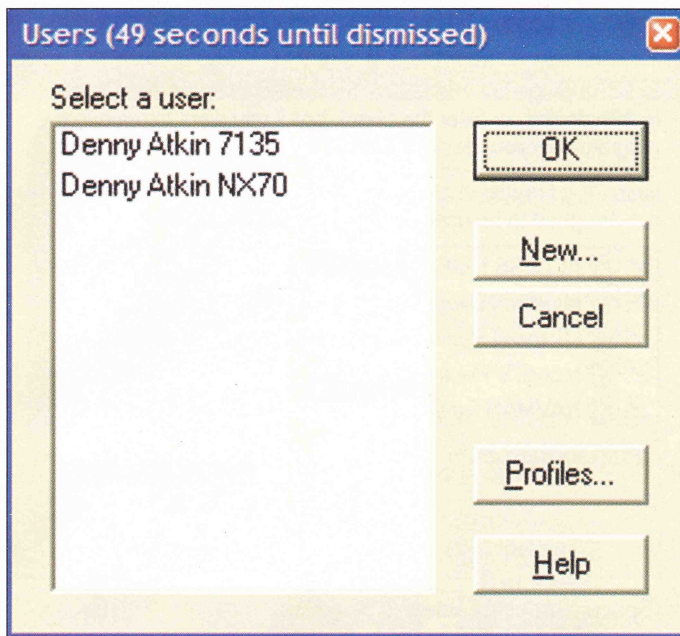 Users (49 seconds until dismissed)
Select a user:
Denny Atkin 7135
Denny Atkin NX70
OK
New...
Cancel
Profiles...
Help